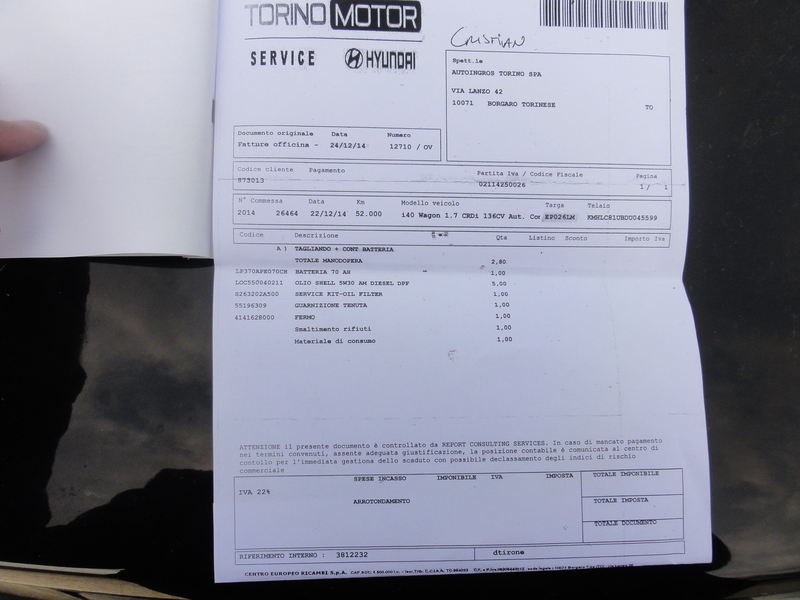 TORINO MOTOR
SERVICE HYUNDAI
CRISTIAN
Spett.le
AUTOINGROS TORINO SPA
VIA LANZO 42
10071 BORGARO TORINESE TO
Documento originale Data Numero
Fatture officina - 24/12/14 12710 / OV
Codice cliente Pagamento Partita Iva / Codice Fiscale Pagina
873013 02114250026 1 / 1
N° Commessa Data Km Modello veicolo Targa Telaio
2014 26464 22/12/14 52.000 i40 Wagon 1.7 CRDi 136CV Aut. Com EP026LM KMHLC81UBDU045599
Codice Descrizione Qta Listino Sconto Importo Iva
A ) TAGLIANDO + CONT BATTERIA
TOTALE MANODOPERA 2,80
LP370APE070CH BATTERIA 70 AS 1,00
LOC550040211 OLIO SHELL 5W30 AM DIESEL DPF 5,00
S263202A500 SERVICE KIT-OIL FILTER 1,00
55196309 GUARNIZIONE TENUTA 1,00
414162B000 FERMO 1,00
Smaltimento rifiuti 1,00
Materiale di consumo 1,00
ATTENZIONE il presente documento è controllato da REPORT CONSULTING SERVICES. In caso di mancato pagamento
nei termini convenuti, assente adeguata giustificazione, la posizione contabile è comunicata al centro di
controllo per l'immediata gestione dello scaduto con possibile declassamento degli indici di rischio
commerciale
SPESE INCASSO IMPONIBILE IVA IMPOSTA TOTALE IMPONIBILE
IVA 22%
ARROTONDAMENTO TOTALE IMPOSTA
TOTALE DOCUMENTO
RIFERIMENTO INTERNO : 3812232 dtirone
CENTRO EUROPEO RICAMBI S.p.A.